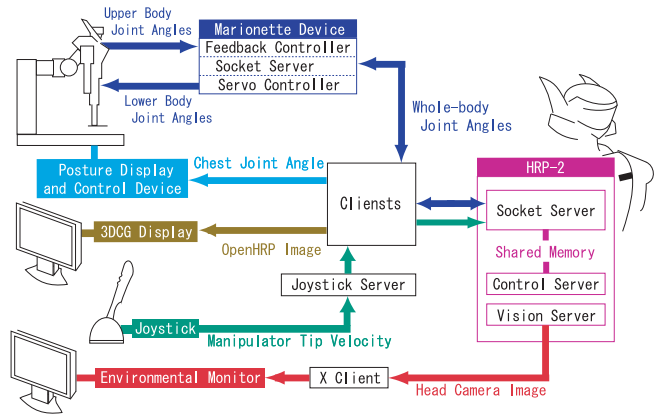 Upper Body
Joint Angles
Marionette Device
Feedback Controller
Socket Server
Servo Controller
Lower Body
Joint Angles
Whole-body
Joint Angles
Posture Display
and Control Device
Chest Joint Angle
Cliensts
HRP-2
Socket Server
Shared Memory
Control Server
Vision Server
3DCG Display
OpenHRP Image
Joystick Server
Joystick
Manipulator Tip Velocity
Environmental Monitor
X Client
Head Camera Image